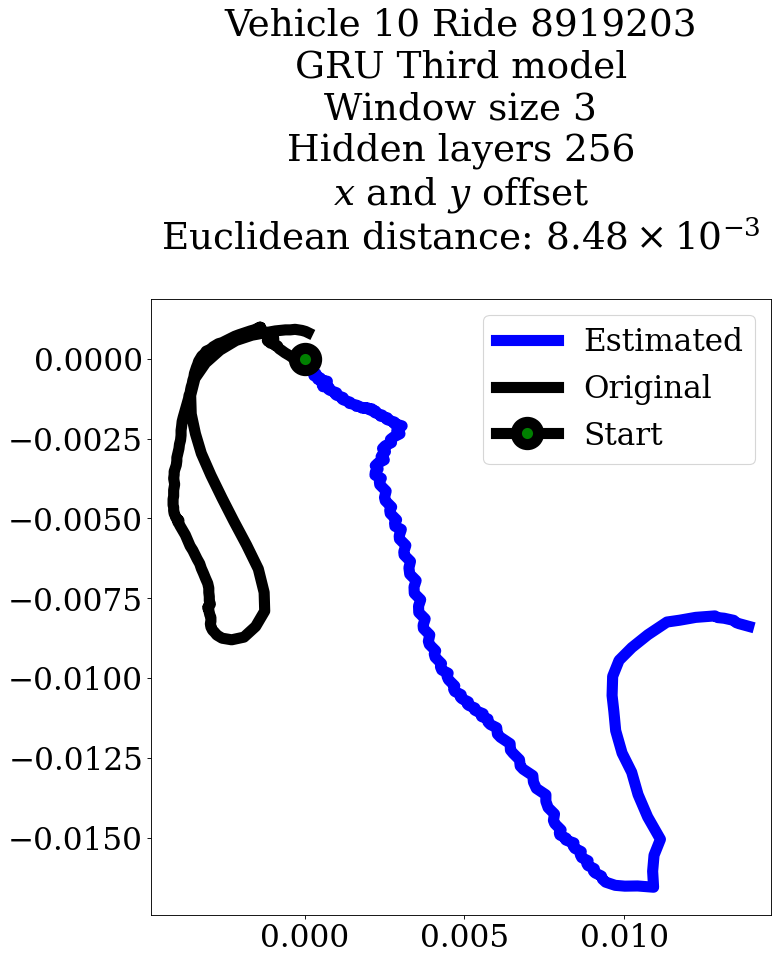 Vehicle 10 Ride 8919203
GRU Third model
Window size 3
Hidden layers 256
x and y offset
Euclidean distance: 8.48 × 10⁻³
Estimated
Original
Start
0.0000
−0.0025
−0.0050
−0.0075
−0.0100
−0.0125
−0.0150
0.000 0.005 0.010